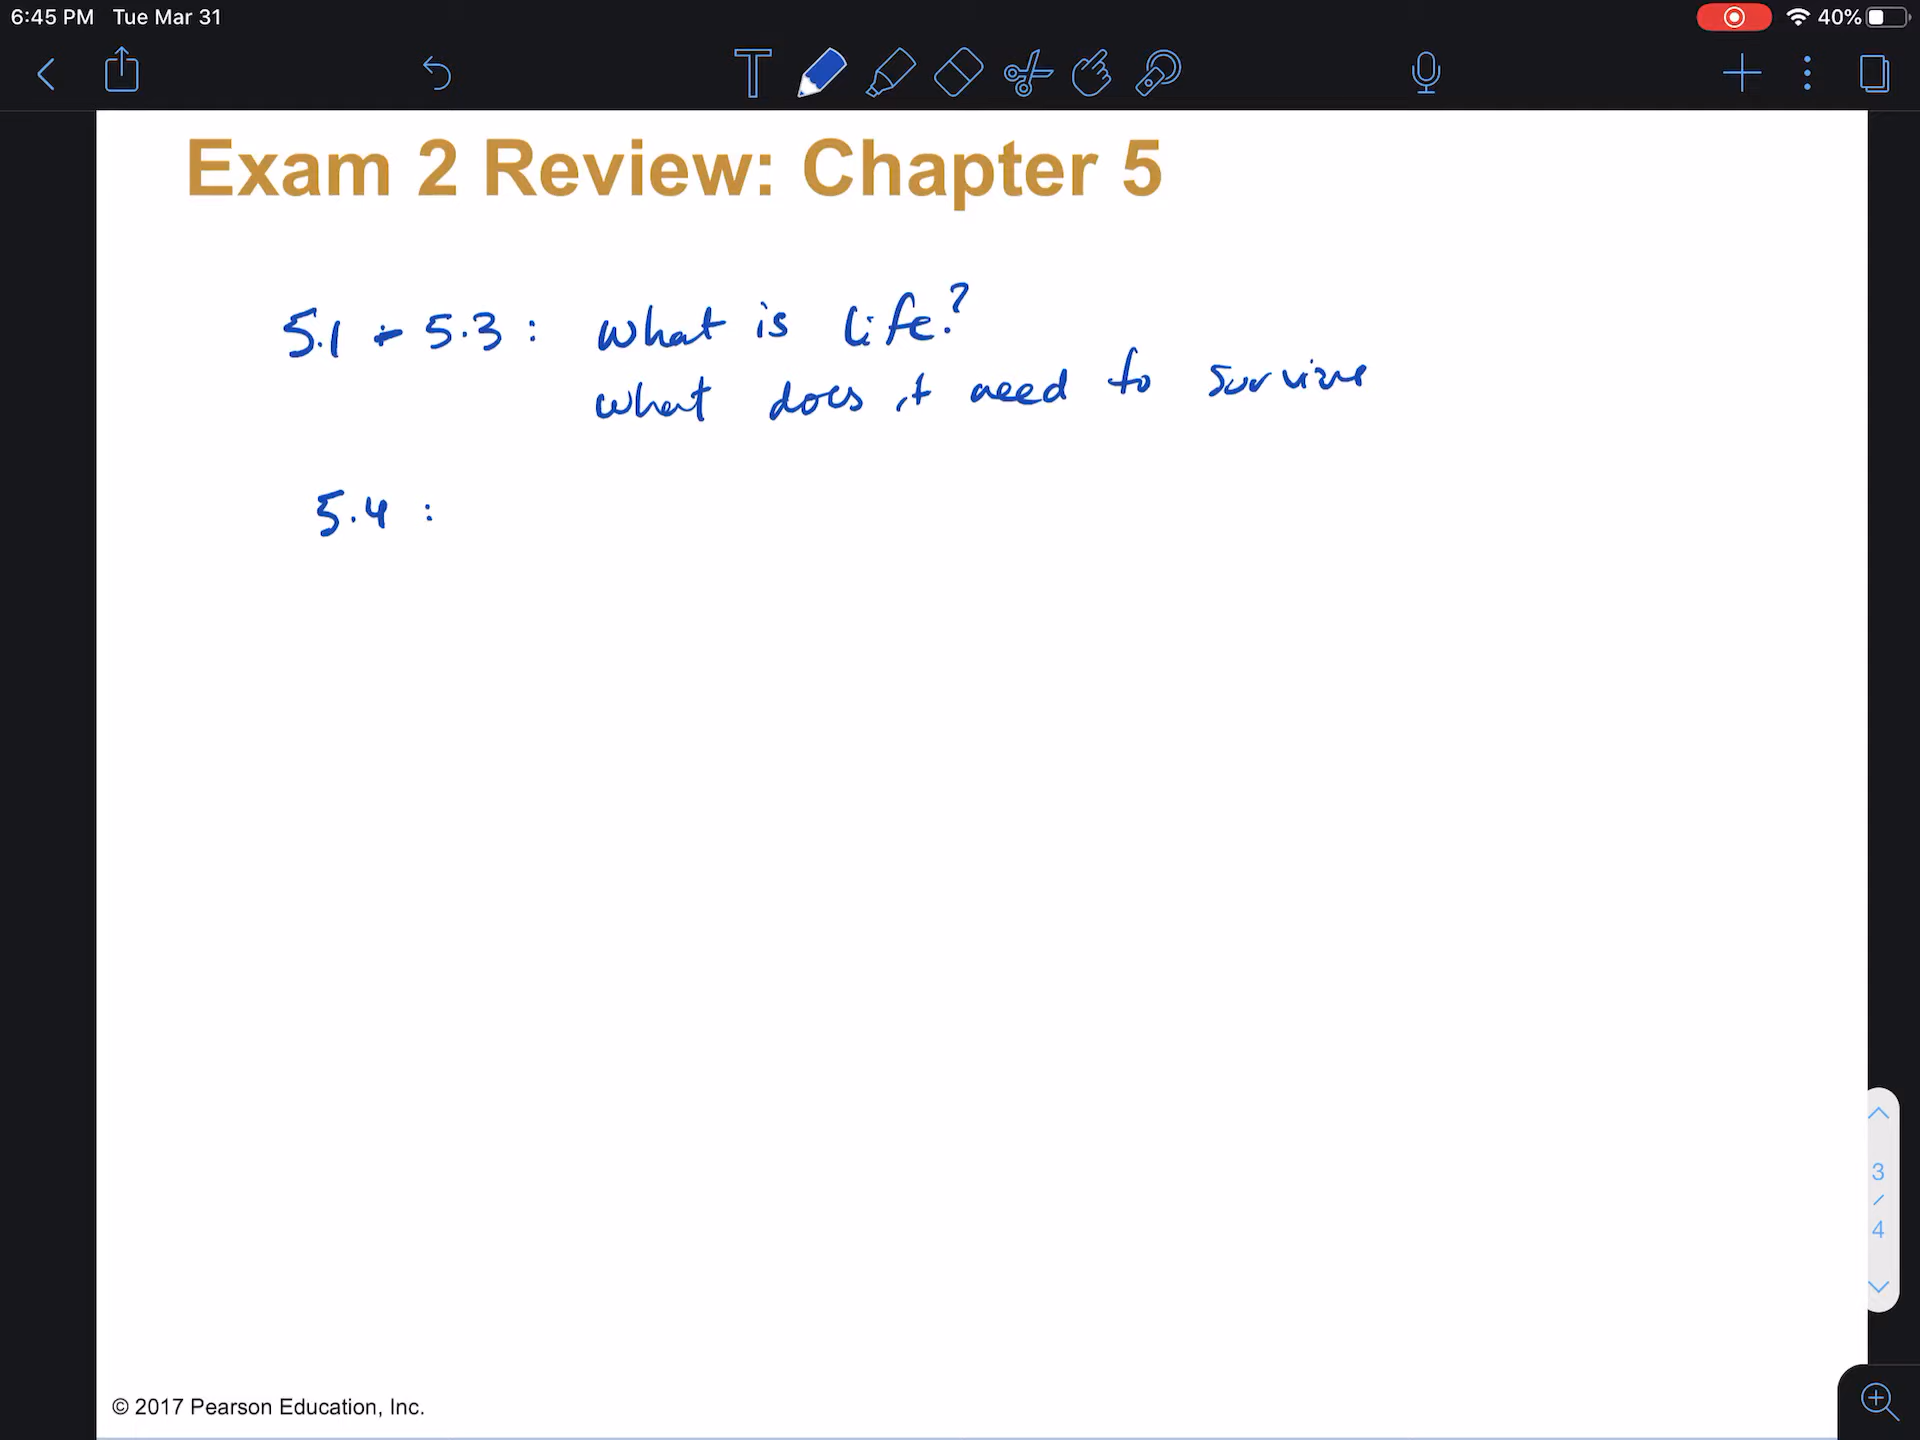 6:45 PM Tue Mar 31
40%
T
Exam 2 Review: Chapter 5
5.1 - 5.3 : What is life?
what does it need to survive
5.4 :
3
/
4
© 2017 Pearson Education, Inc.